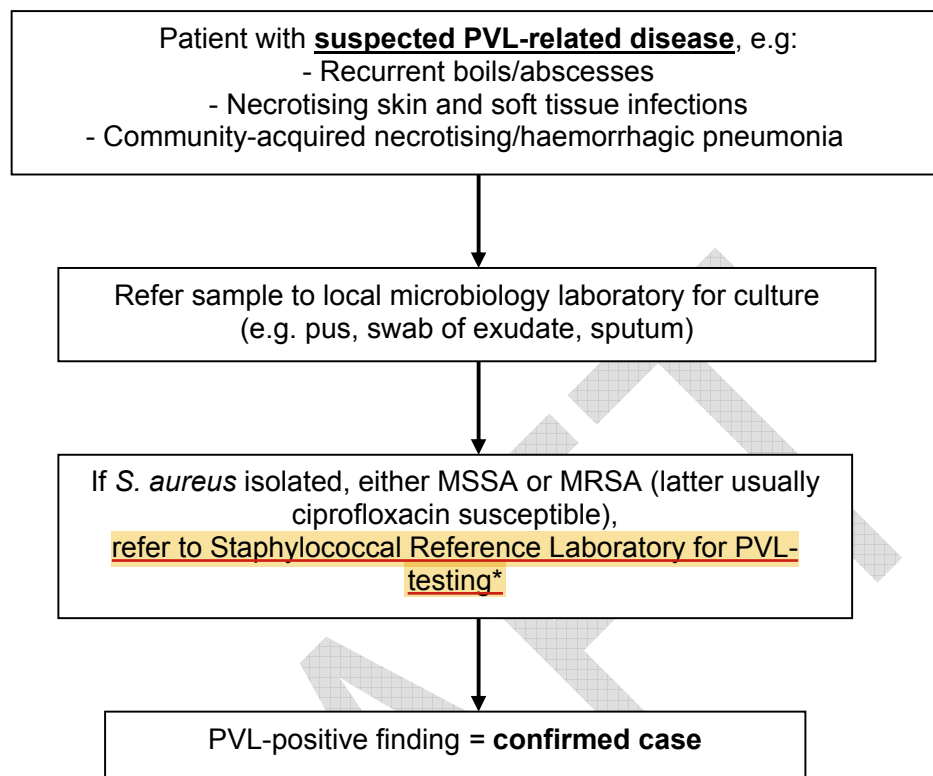 Patient with suspected PVL-related disease, e.g:
- Recurrent boils/abscesses
- Necrotising skin and soft tissue infections
- Community-acquired necrotising/haemorrhagic pneumonia
Refer sample to local microbiology laboratory for culture
(e.g. pus, swab of exudate, sputum)
If S. aureus isolated, either MSSA or MRSA (latter usually
ciprofloxacin susceptible),
refer to Staphylococcal Reference Laboratory for PVL-
testing*
PVL-positive finding = confirmed case